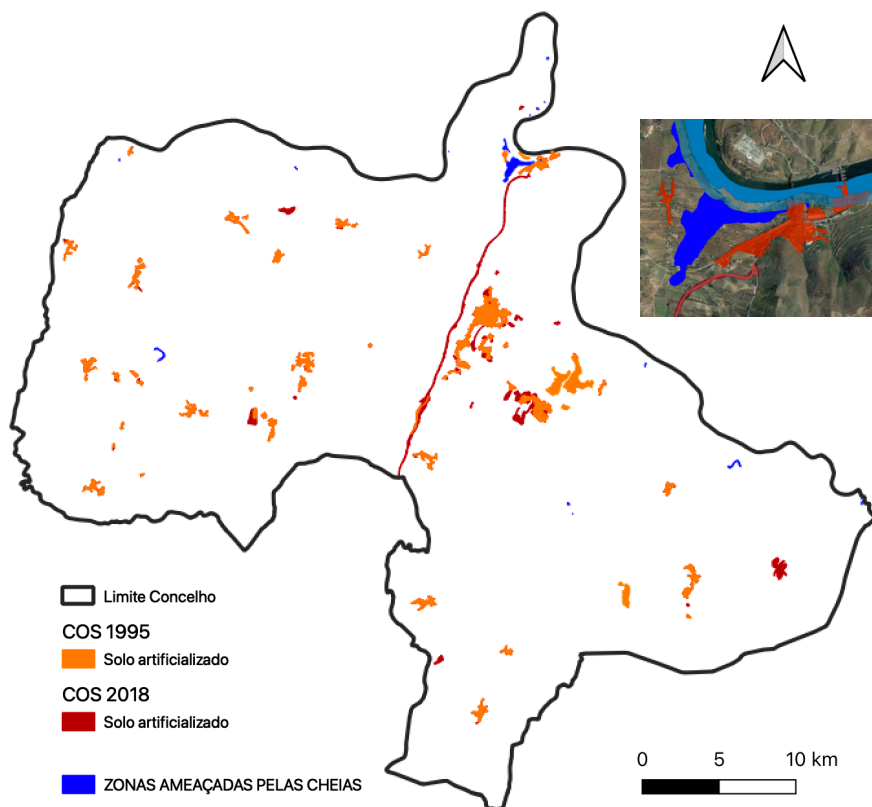 Limite Concelho
COS 1995
Solo artificializado
COS 2018
Solo artificializado
ZONAS AMEAÇADAS PELAS CHEIAS
0 5 10 km